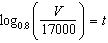 log₀.₈(V/17000) = t